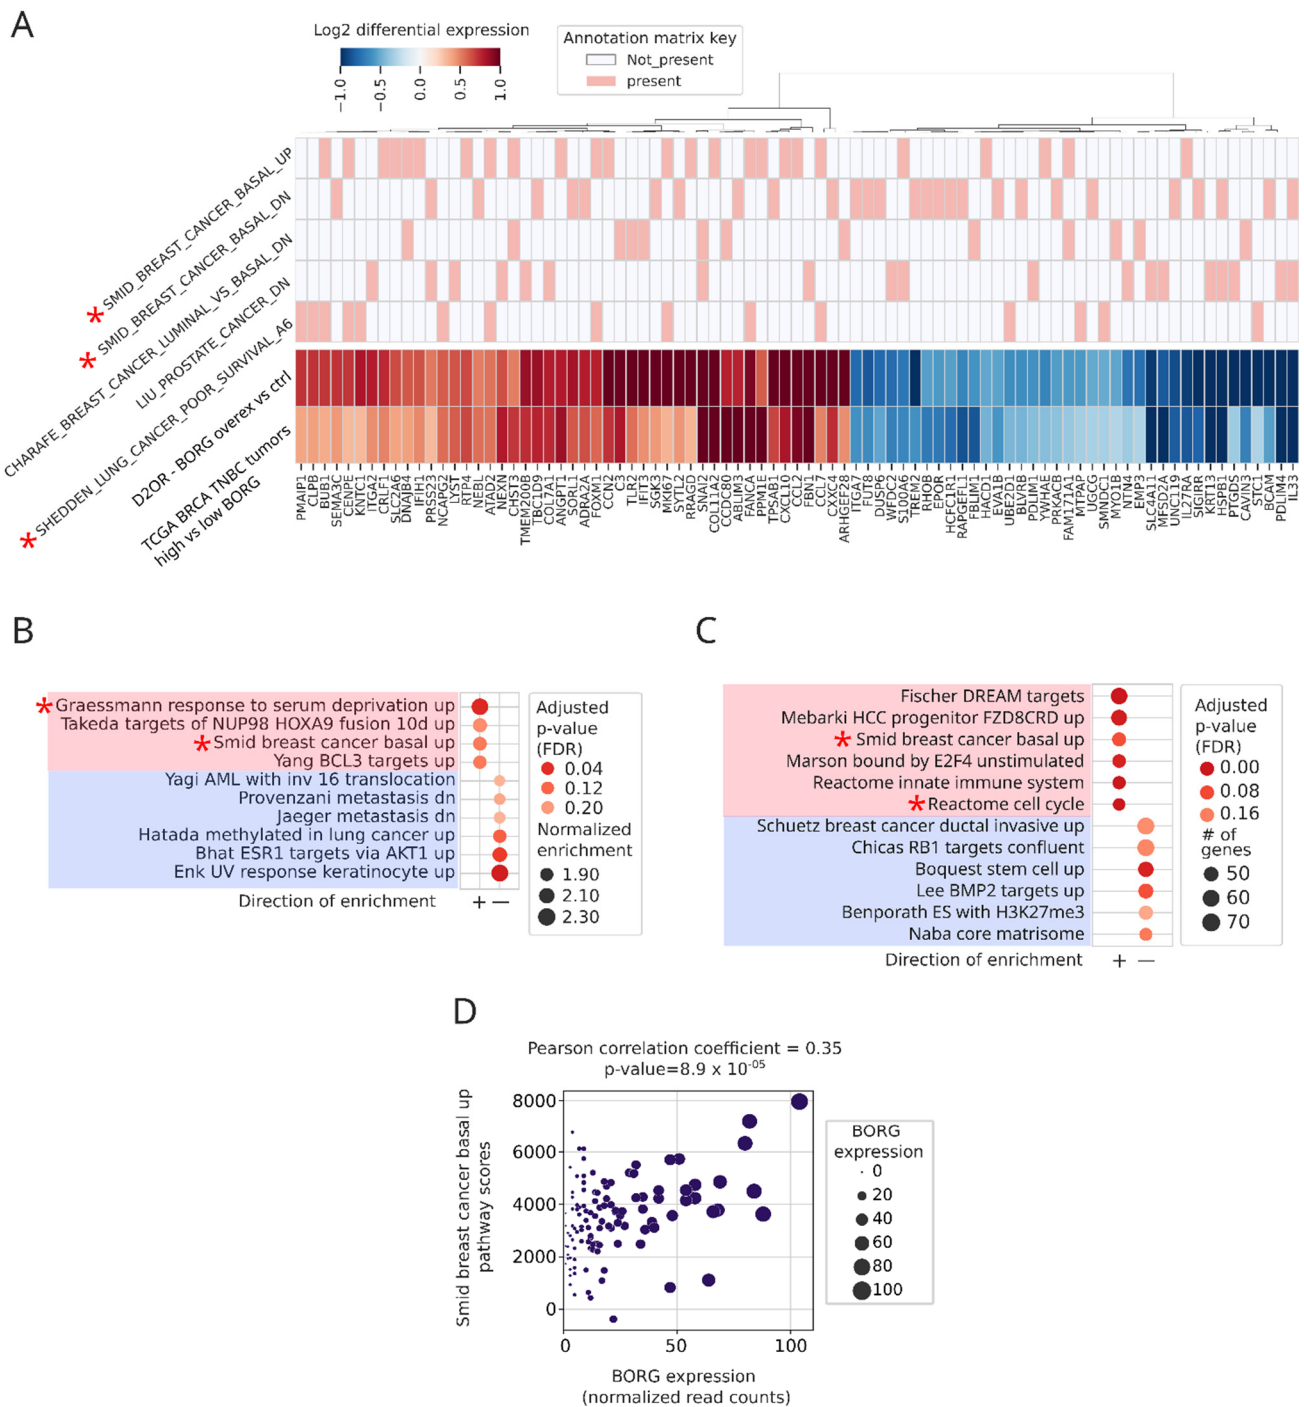 A
Log2 differential expression
-1.0
-0.5
0.0
0.5
1.0
Annotation matrix key
Not_present
present
* SMID_BREAST_CANCER_BASAL_UP
* SMID_BREAST_CANCER_BASAL_DN
CHARAFE_BREAST_CANCER_LUMINAL_VS_BASAL_DN
LIU_PROSTATE_CANCER_DN
* SHEDDEN_LUNG_CANCER_POOR_SURVIVAL_A6
D2OR - BORG overex vs ctrl
TCGA BRCA TNBC tumors
high vs low BORG
PMAIP1
CLPB
BUB1
SEMA3C
CENPE
KNTC1
ITGA2
CRLF1
SLC2A6
DNAJB4
IFIH1
PRSS23
NCAPG2
LYST
RTP4
NEBL
ATAD2
NEXN
CHST3
TMEM200B
TBC1D9
COL7A1
ANGPTL4
SORL1
ADRA2A
FOXM1
CCN2
C3
TLR2
IFIT3
SGK3
MKI67
SYTL2
RRAGD
SNAI2
COL11A2
CCDC80
ABLIM3
FANCA
PPM1E
TPSAB1
CXCL10
CCL2
FBN1
CCL7
CXXC4
ARHGEF28
ITGA7
FUT8
DUSP6
WFDC2
S100A6
TREM2
RHOB
EPOR
HCFC1R1
RAPGEFL1
FBLIM1
HACD1
EVA1B
UBE2E1
BLVRB
PDLIM1
YWHAE
PRKACB
FAM171A1
MTAP
UGCG
SMNDC1
MYO1B
NTN4
EMP3
SLC4A11
MFSD2A
UNC119
IL27RA
SIGIRR
KRT13
HSPB1
PTGDS
CAVIN3
STC1
BCAM
PDLIM4
IL33
B
* Graessmann response to serum deprivation up
Takeda targets of NUP98 HOXA9 fusion 10d up
* Smid breast cancer basal up
Yang BCL3 targets up
Yagi AML with inv 16 translocation
Provenzani metastasis dn
Jaeger metastasis dn
Hatada methylated in lung cancer up
Bhat ESR1 targets via AKT1 up
Enk UV response keratinocyte up
Direction of enrichment + —
Adjusted
p-value
(FDR)
0.04
0.12
0.20
Normalized
enrichment
1.90
2.10
2.30
C
Fischer DREAM targets
Mebarki HCC progenitor FZD8CRD up
* Smid breast cancer basal up
Marson bound by E2F4 unstimulated
Reactome innate immune system
* Reactome cell cycle
Schuetz breast cancer ductal invasive up
Chicas RB1 targets confluent
Boquest stem cell up
Lee BMP2 targets up
Benporath ES with H3K27me3
Naba core matrisome
Direction of enrichment + —
Adjusted
p-value
(FDR)
0.00
0.08
0.16
# of
genes
50
60
70
D
Pearson correlation coefficient = 0.35
p-value=8.9 x 10-05
Smid breast cancer basal up
pathway scores
8000
6000
4000
2000
0
0
50
100
BORG expression
(normalized read counts)
BORG
expression
0
20
40
60
80
100